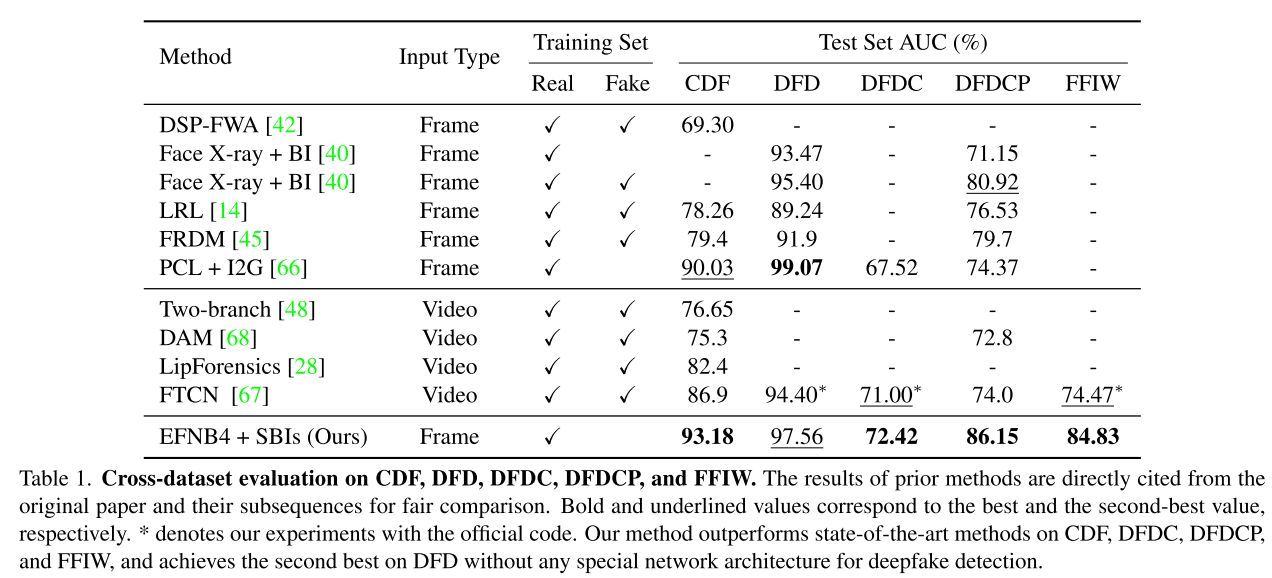 Method Input Type Training Set Test Set AUC (%)
Real Fake CDF DFD DFDC DFDCP FFIW
DSP-FWA [42] Frame ✓ ✓ 69.30 - - - -
Face X-ray + BI [40] Frame ✓ - 93.47 - 71.15 -
Face X-ray + BI [40] Frame ✓ ✓ - 95.40 - 80.92 -
LRL [14] Frame ✓ ✓ 78.26 89.24 - 76.53 -
FRDM [45] Frame ✓ ✓ 79.4 91.9 - 79.7 -
PCL + I2G [66] Frame ✓ 90.03 99.07 67.52 74.37 -
Two-branch [48] Video ✓ ✓ 76.65 - - - -
DAM [68] Video ✓ ✓ 75.3 - - 72.8 -
LipForensics [28] Video ✓ ✓ 82.4 - - - -
FTCN [67] Video ✓ ✓ 86.9 94.40* 71.00* 74.0 74.47*
EFNB4 + SBIs (Ours) Frame ✓ 93.18 97.56 72.42 86.15 84.83
Table 1. Cross-dataset evaluation on CDF, DFD, DFDC, DFDCP, and FFIW. The results of prior methods are directly cited from the
original paper and their subsequences for fair comparison. Bold and underlined values correspond to the best and the second-best value,
respectively. * denotes our experiments with the official code. Our method outperforms state-of-the-art methods on CDF, DFDC, DFDCP,
and FFIW, and achieves the second best on DFD without any special network architecture for deepfake detection.